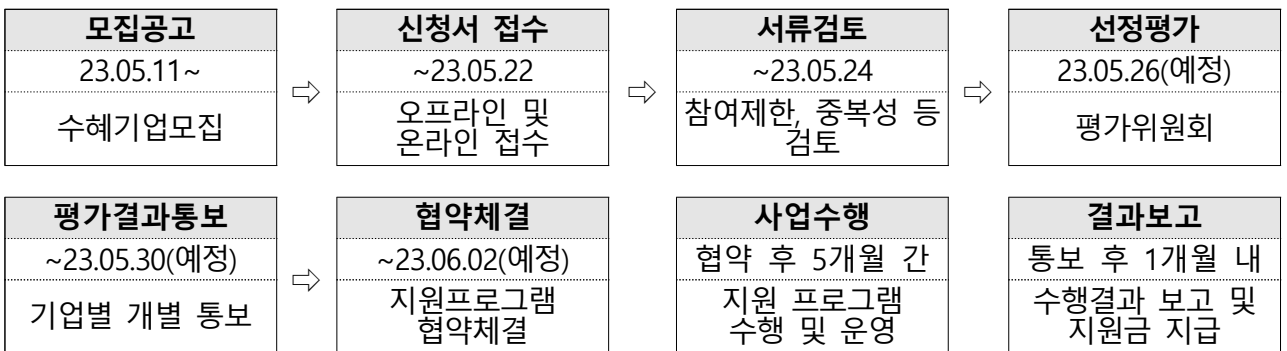 모집공고
23.05.11~
수혜기업모집
⇨
신청서 접수
~23.05.22
오프라인 및
온라인 접수
⇨
서류검토
~23.05.24
참여제한, 중복성 등
검토
⇨
선정평가
23.05.26(예정)
평가위원회
평가결과통보
~23.05.30(예정)
기업별 개별 통보
⇨
협약체결
~23.06.02(예정)
지원프로그램
협약체결
사업수행
협약 후 5개월 간
지원 프로그램
수행 및 운영
결과보고
통보 후 1개월 내
수행결과 보고 및
지원금 지급